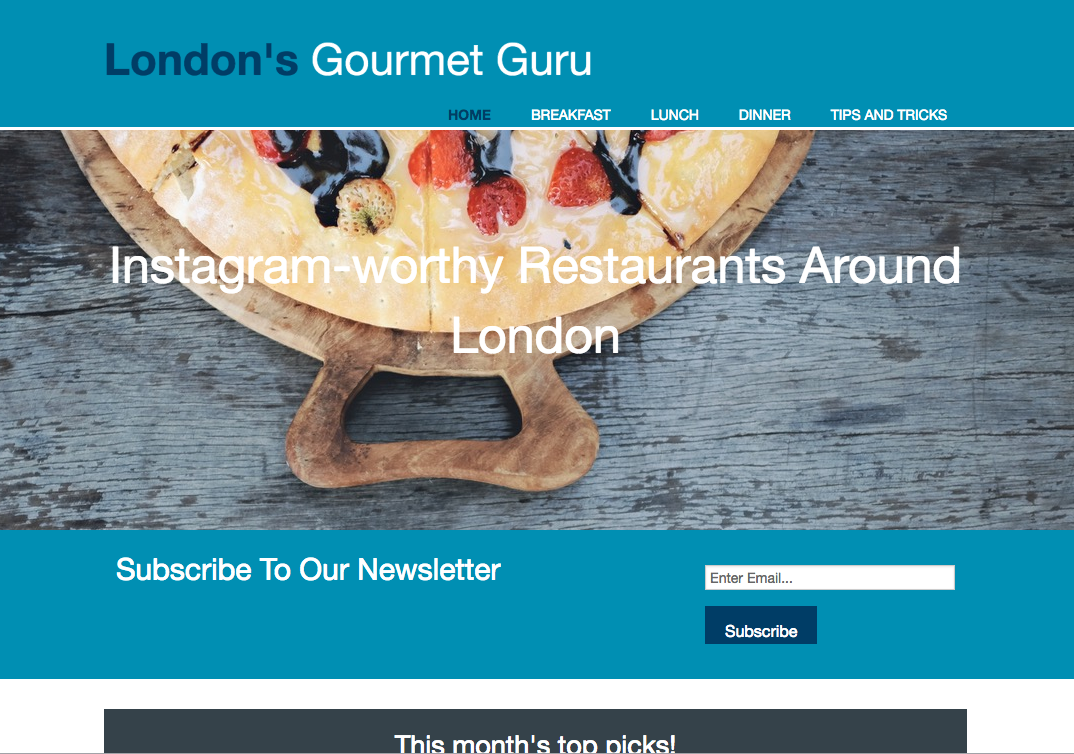 London's Gourmet Guru
HOME BREAKFAST LUNCH DINNER TIPS AND TRICKS
Instagram-worthy Restaurants Around
London
Subscribe To Our Newsletter
Enter Email...
Subscribe
This month's top picks!